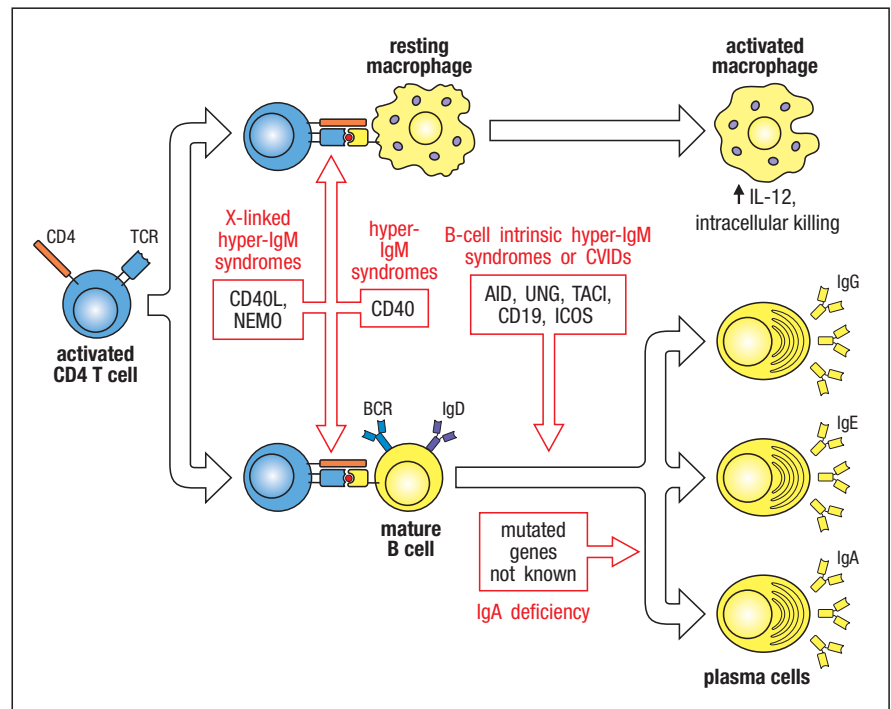 resting
macrophage
activated
macrophage
↑ IL-12,
intracellular killing
CD4
TCR
activated
CD4 T cell
X-linked
hyper-IgM
syndromes
CD40L,
NEMO
hyper-
IgM
syndromes
CD40
B-cell intrinsic hyper-IgM
syndromes or CVIDs
AID, UNG, TACI,
CD19, ICOS
IgG
BCR
IgD
mature
B cell
IgE
mutated
genes
not known
IgA deficiency
IgA
plasma cells